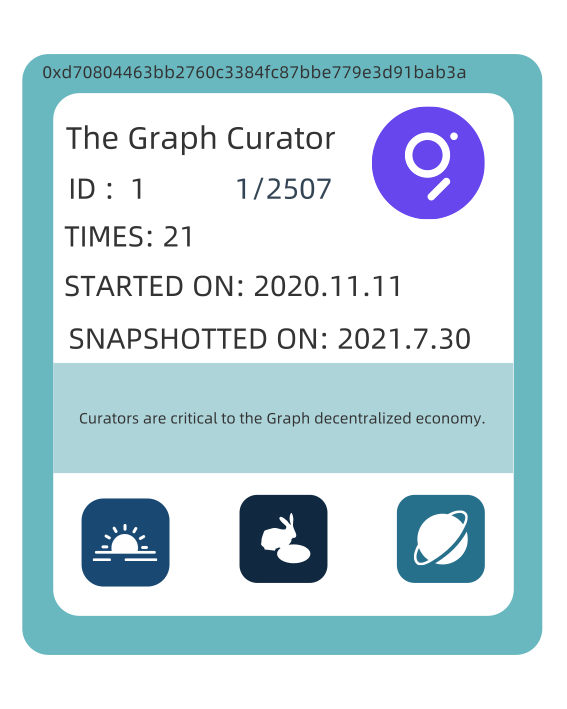 0xd70804463bb2760c3384fc87bbe779e3d91bab3a
The Graph Curator
ID : 1 1/2507
TIMES: 21
STARTED ON: 2020.11.11
SNAPSHOTTED ON: 2021.7.30
Curators are critical to the Graph decentralized economy.